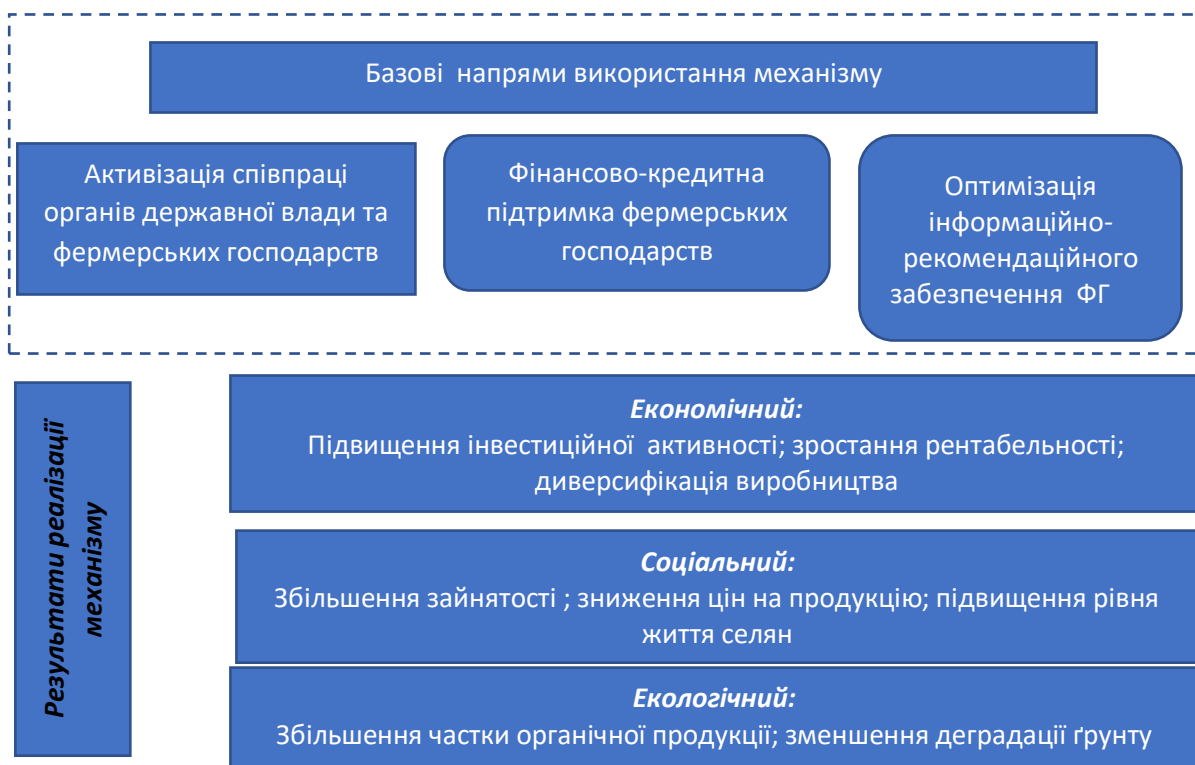 Базові напрями використання механізму
Активізація співпраці
органів державної влади та
фермерських господарств
Фінансово-кредитна
підтримка фермерських
господарств
Оптимізація
інформаційно-
рекомендаційного
забезпечення ФГ
Результати реалізації
механізму
Економічний:
Підвищення інвестиційної активності; зростання рентабельності;
диверсифікація виробництва
Соціальний:
Збільшення зайнятості ; зниження цін на продукцію; підвищення рівня
життя селян
Екологічний:
Збільшення частки органічної продукції; зменшення деградації ґрунту